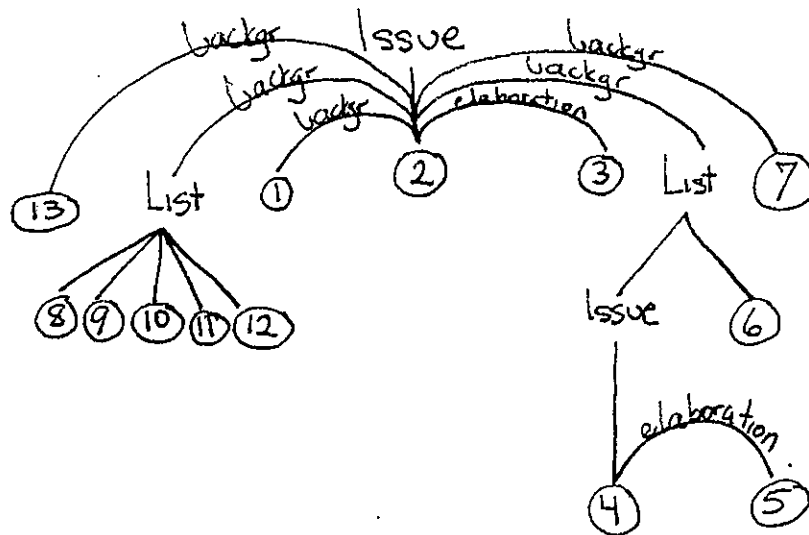 Issue
backgr
backgr
backgr
backgr
backgr
elaboration
13
List
1
2
3
List
7
8
9
10
11
12
Issue
6
elaboration
4
5